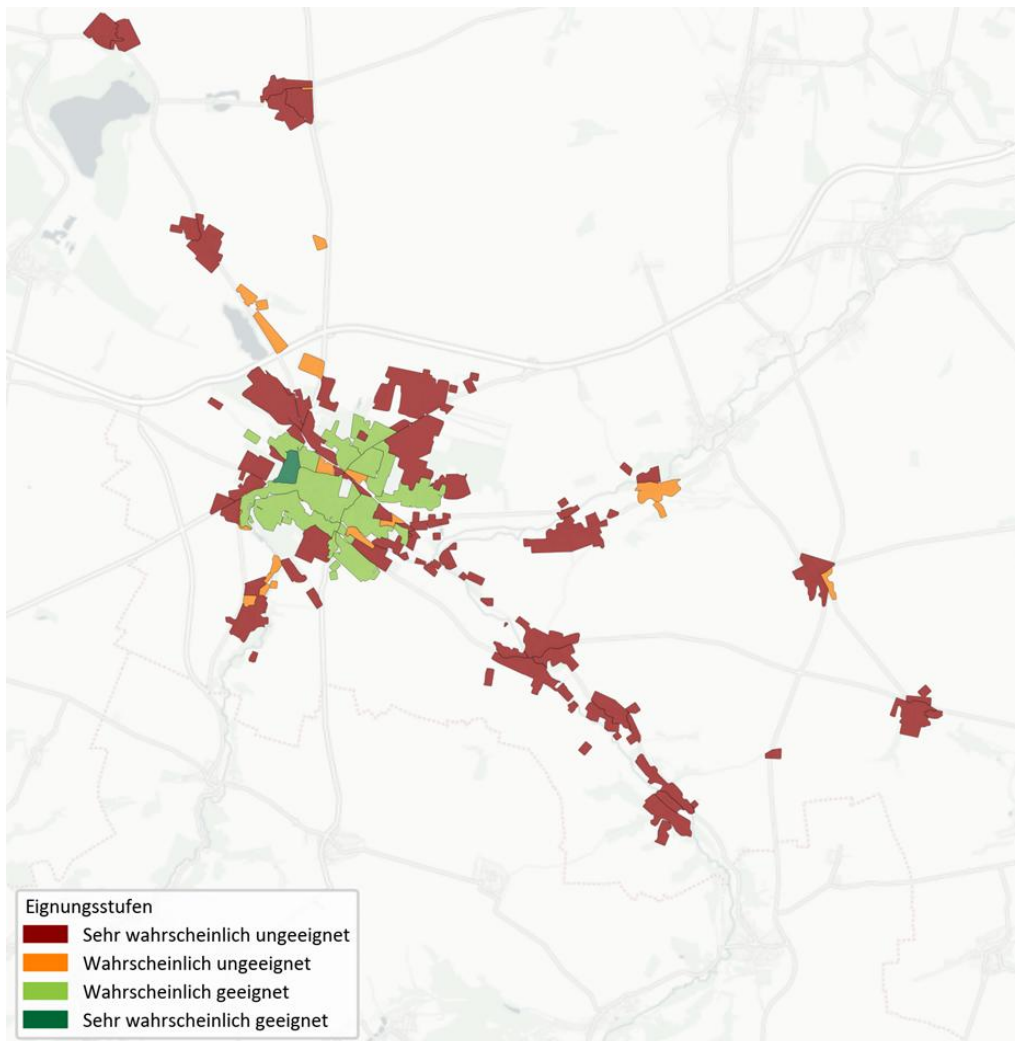 Eignungsstufen
Sehr wahrscheinlich ungeeignet
Wahrscheinlich ungeeignet
Wahrscheinlich geeignet
Sehr wahrscheinlich geeignet